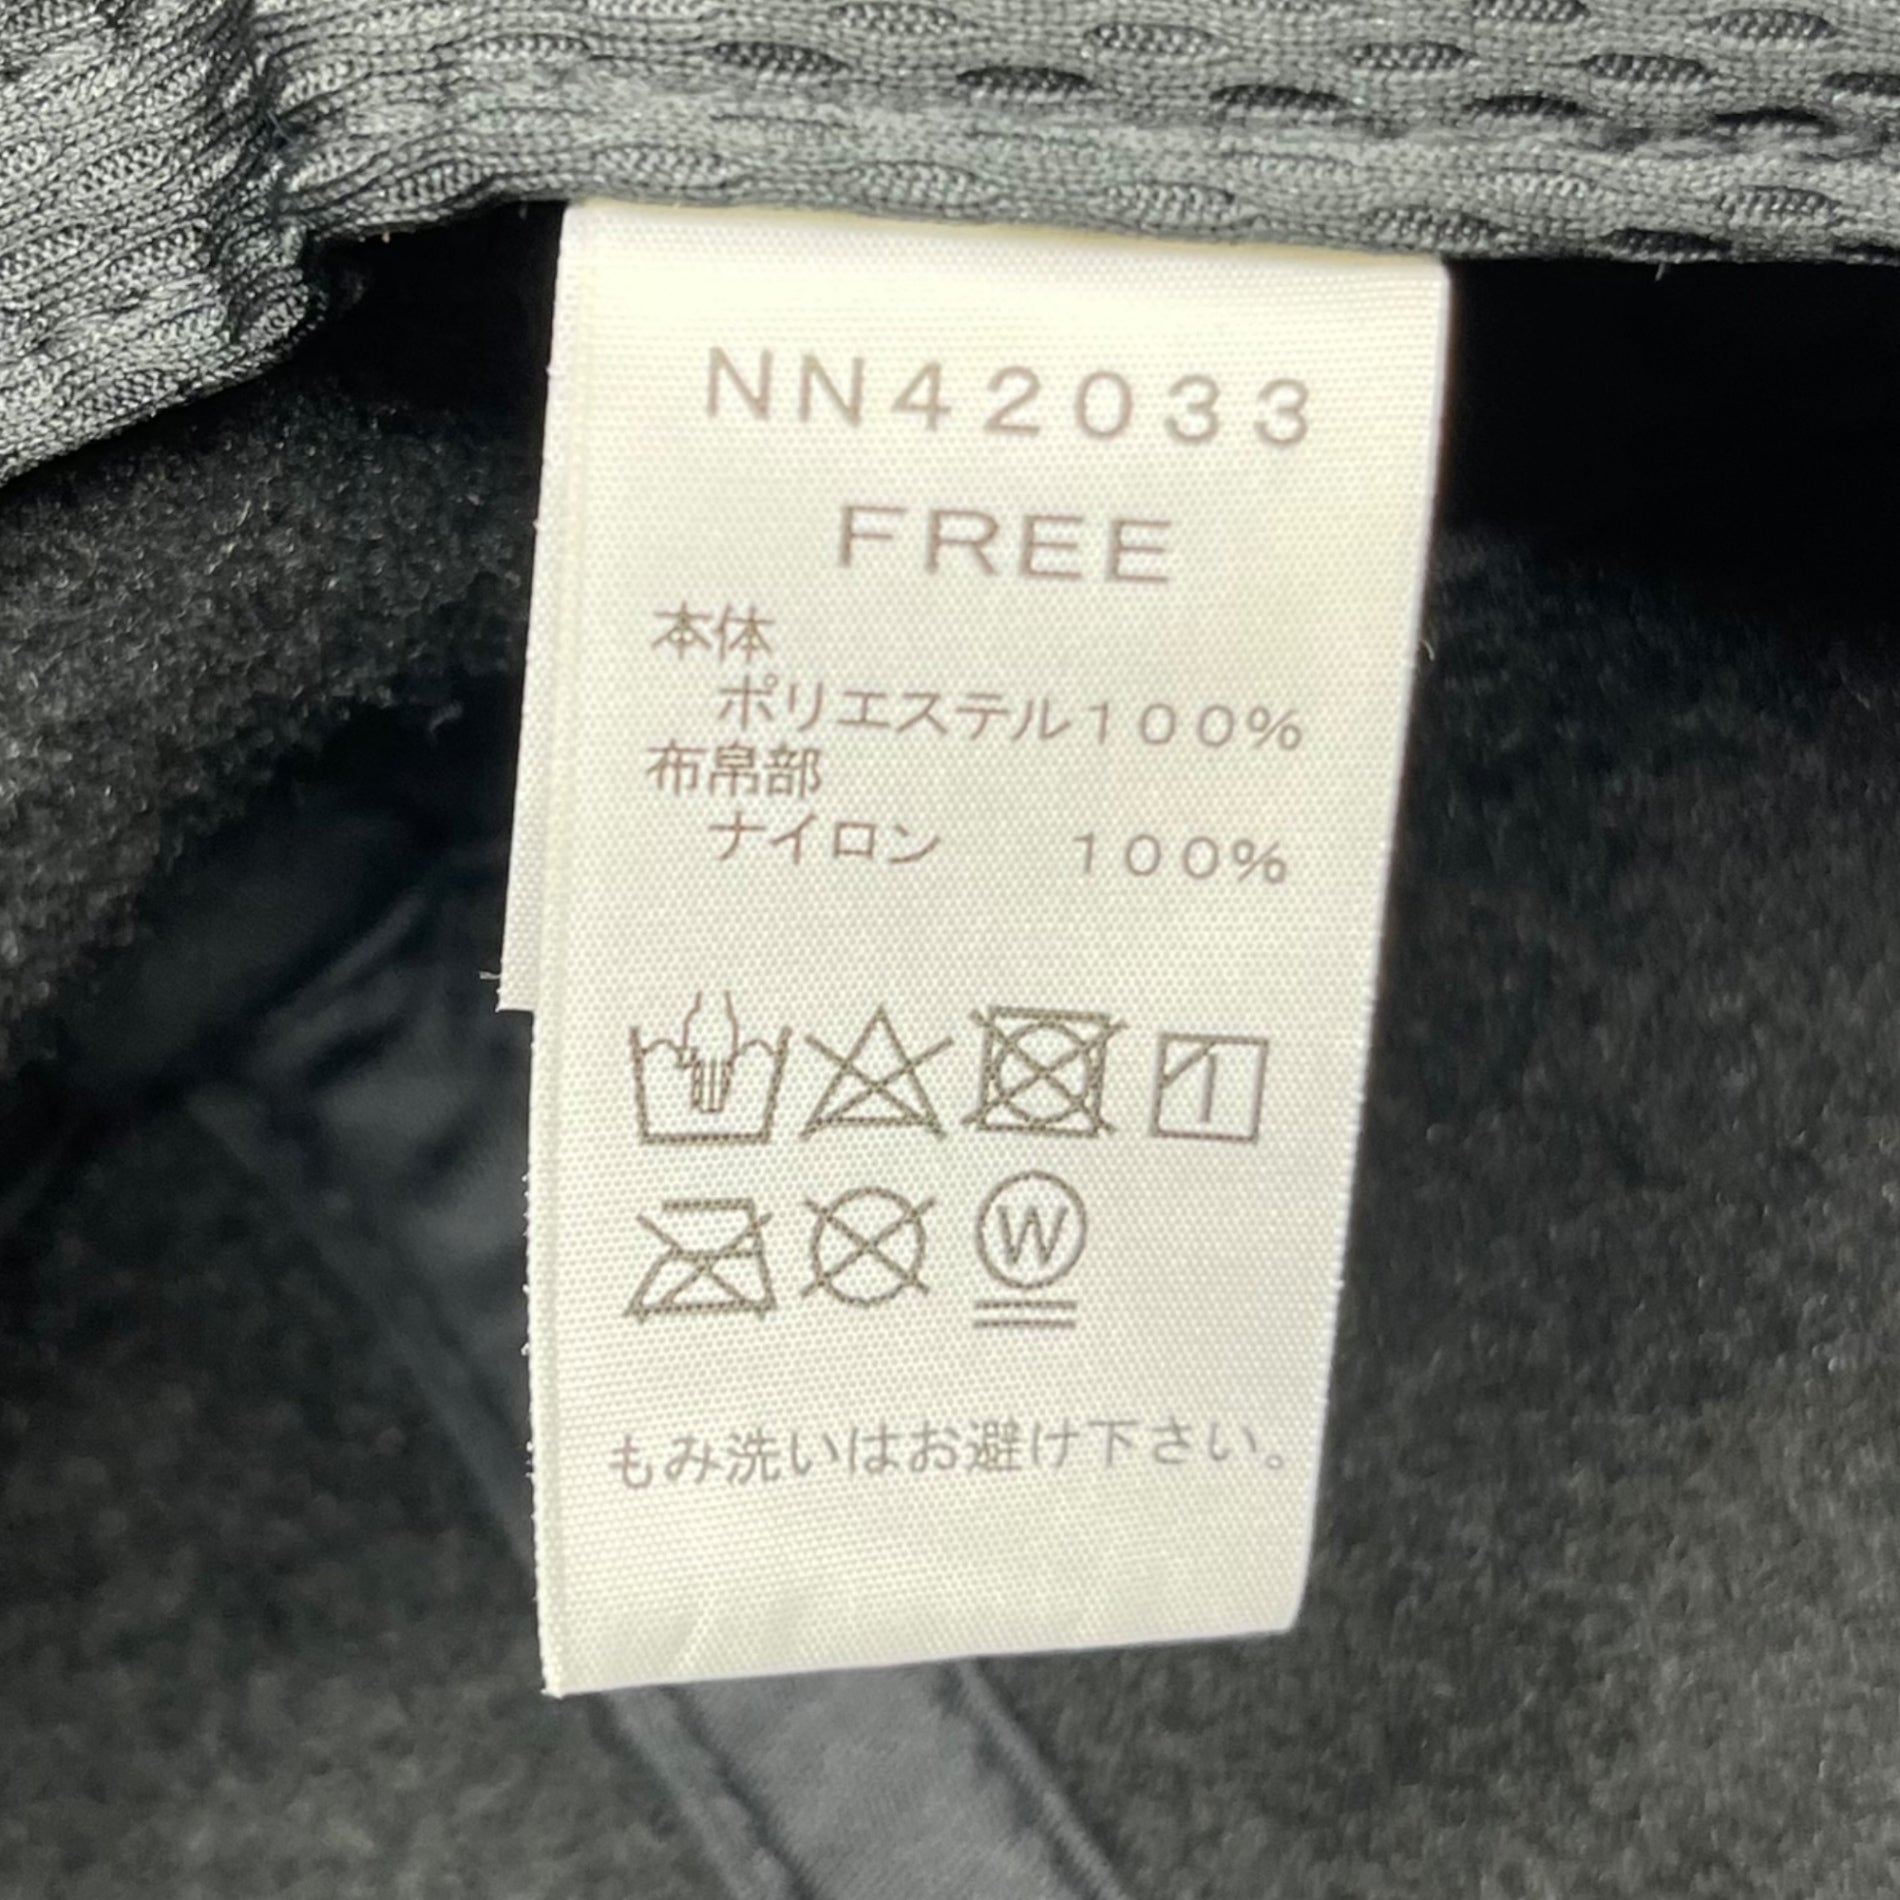 NN42033
FREE
本体
ポリエステル100%
布帛部
ナイロン 100%
W
もみ洗いはお避け下さい。